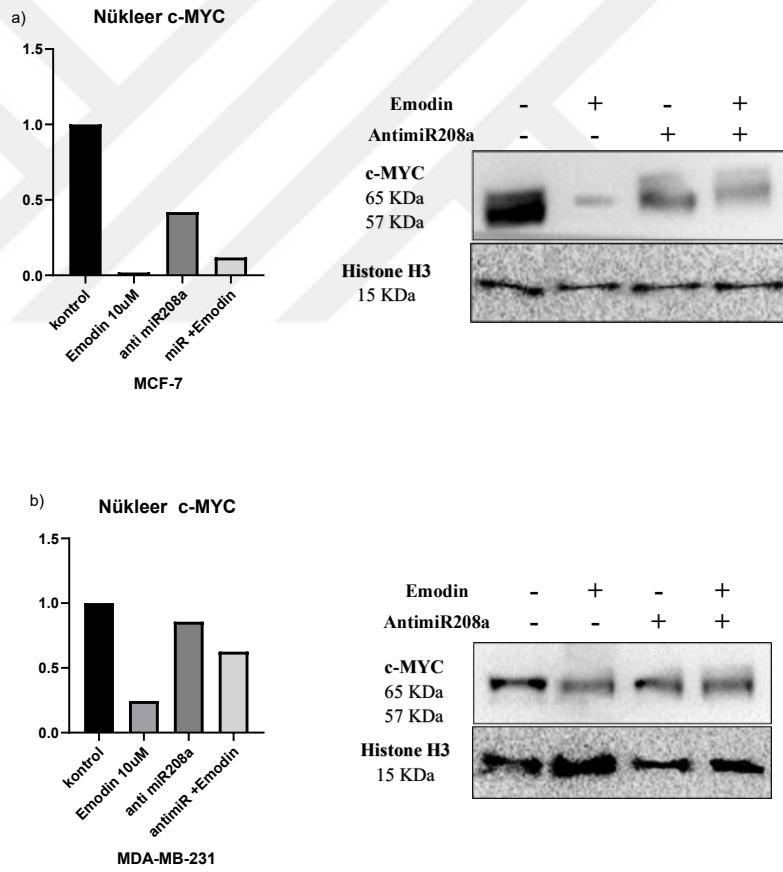 a)
Nükleer c-MYC
1.5
1.0
0.5
0.0
kontrol
Emodin 10uM
anti miR208a
miR +Emodin
MCF-7
Emodin - + - +
AntimiR208a - - + +
c-MYC
65 KDa
57 KDa
Histone H3
15 KDa
b)
Nükleer c-MYC
1.5
1.0
0.5
0.0
kontrol
Emodin 10uM
anti miR208a
antimiR +Emodin
MDA-MB-231
Emodin - + - +
AntimiR208a - - + +
c-MYC
65 KDa
57 KDa
Histone H3
15 KDa